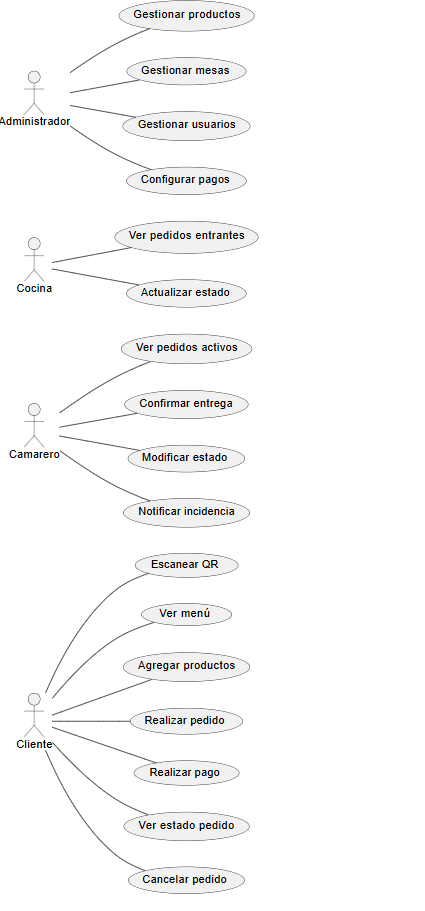 Gestionar productos
Gestionar mesas
Administrador
Gestionar usuarios
Configurar pagos
Ver pedidos entrantes
Cocina
Actualizar estado
Ver pedidos activos
Confirmar entrega
Camarero
Modificar estado
Notificar incidencia
Escanear QR
Ver menú
Agregar productos
Realizar pedido
Cliente
Realizar pago
Ver estado pedido
Cancelar pedido